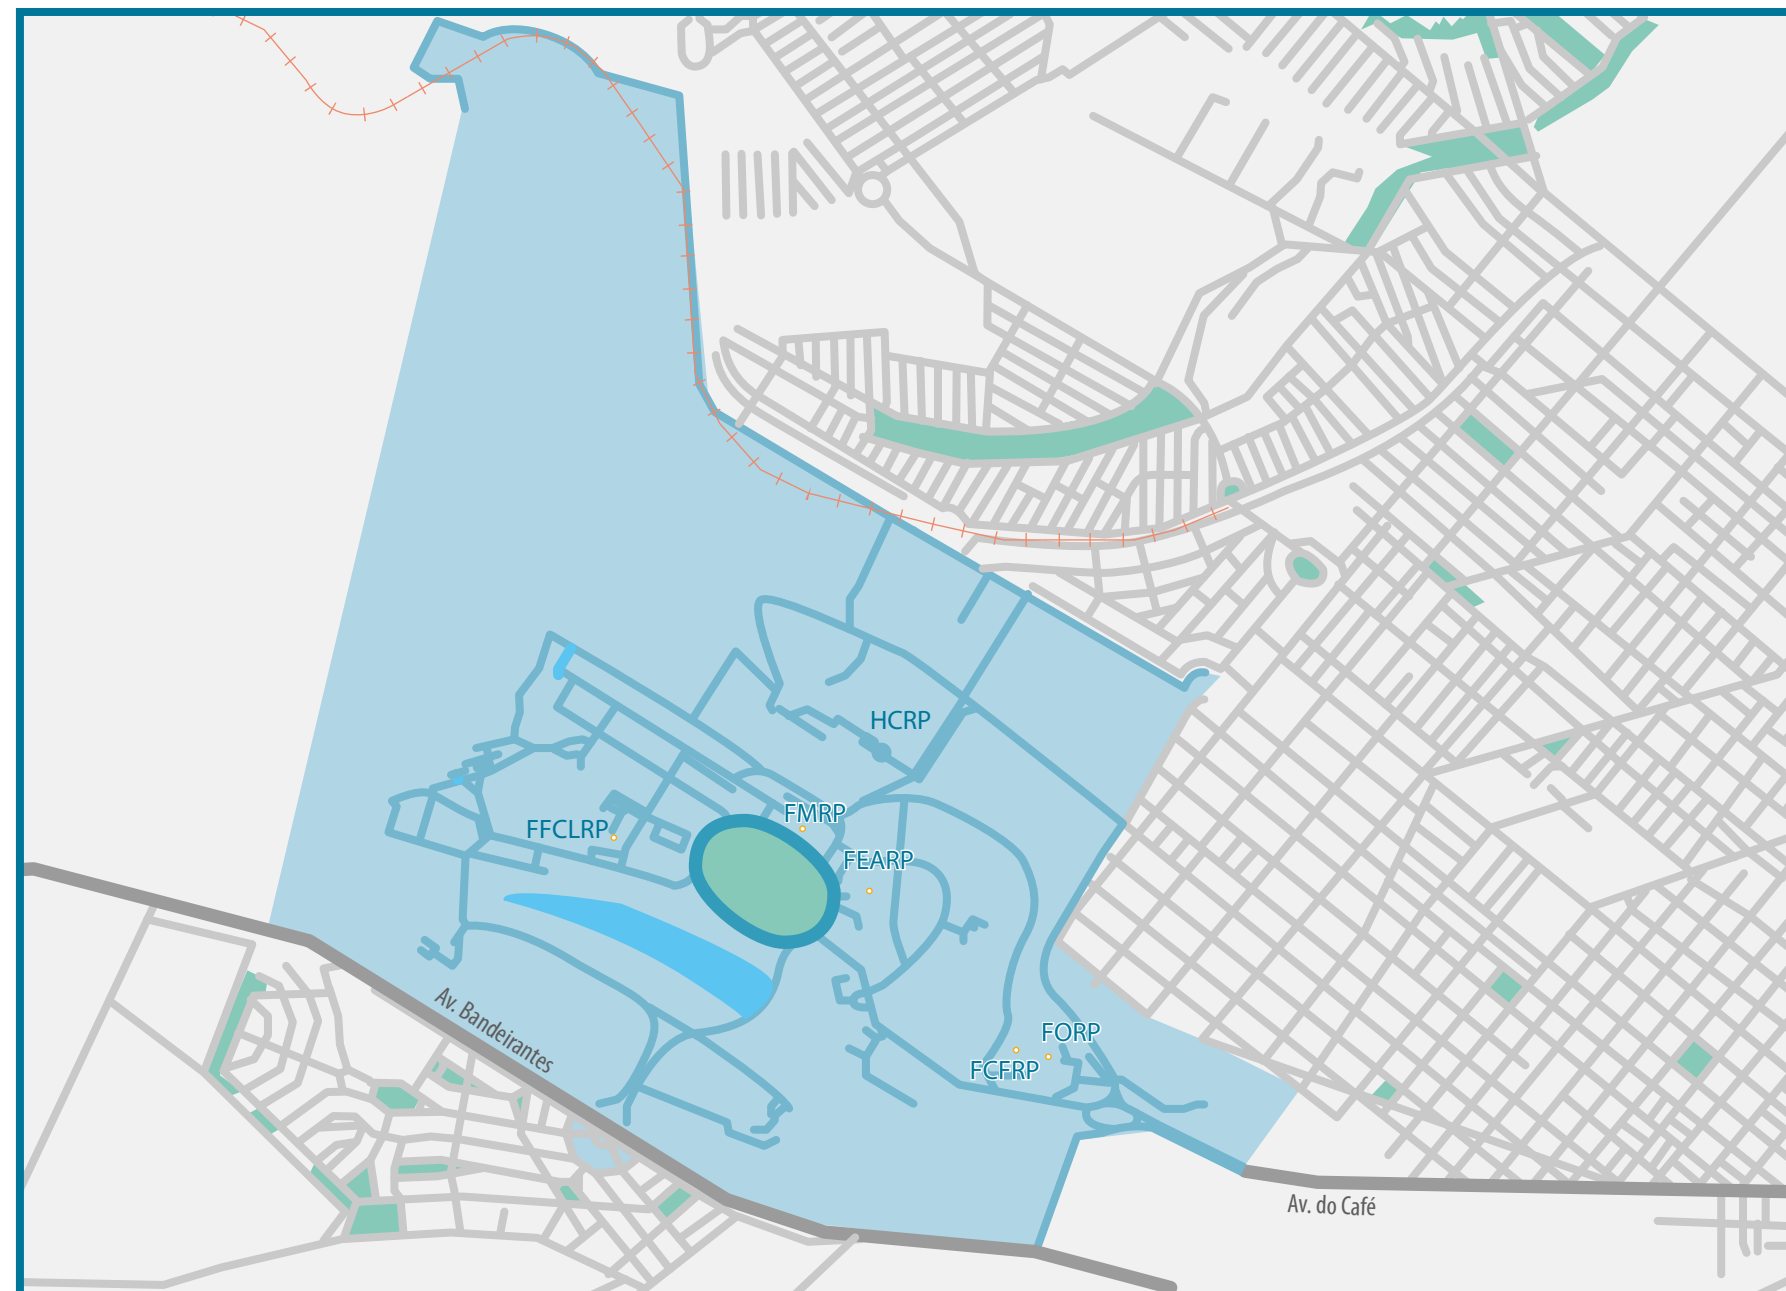 HCRP
FMRP
FFCLRP
FEARP
Av. Bandeirantes
FORP
FCFRP
Av. do Café